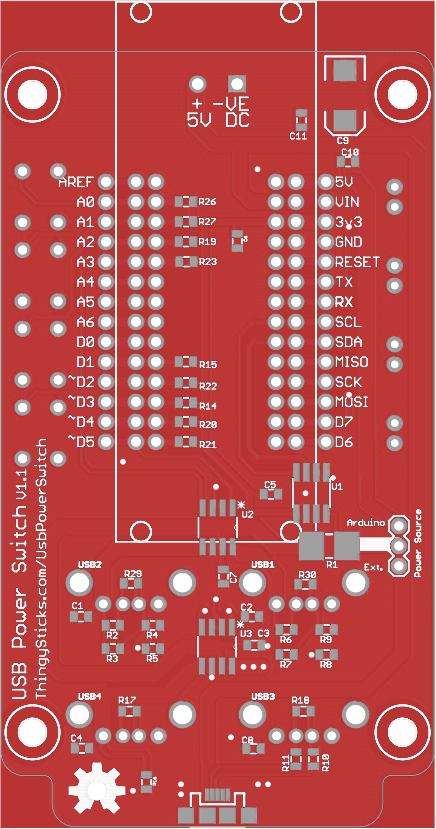 + -VE
5V DC
C11
C9
C10
AREF
5V
A0
R26
VIN
A1
R27
3v3
A2
R19
GND
A3
R23
RESET
A4
TX
A5
RX
A6
SCL
D0
SDA
D1
R15
MISO
~D2
R22
SCK
~D3
R14
MOSI
~D4
R20
D7
~D5
R21
D6
USB Power Switch v1.1
ThingySticks.com/UsbPowerSwitch
C5
U1
U2
Arduino
Power Source
Ext.
R1
USB2
USB1
R29
C7
R30
C1
C2
R2
R4
U3
C3
R6
R9
R3
R5
R7
R8
USB4
USB3
R17
R18
C4
C8
R11
R10